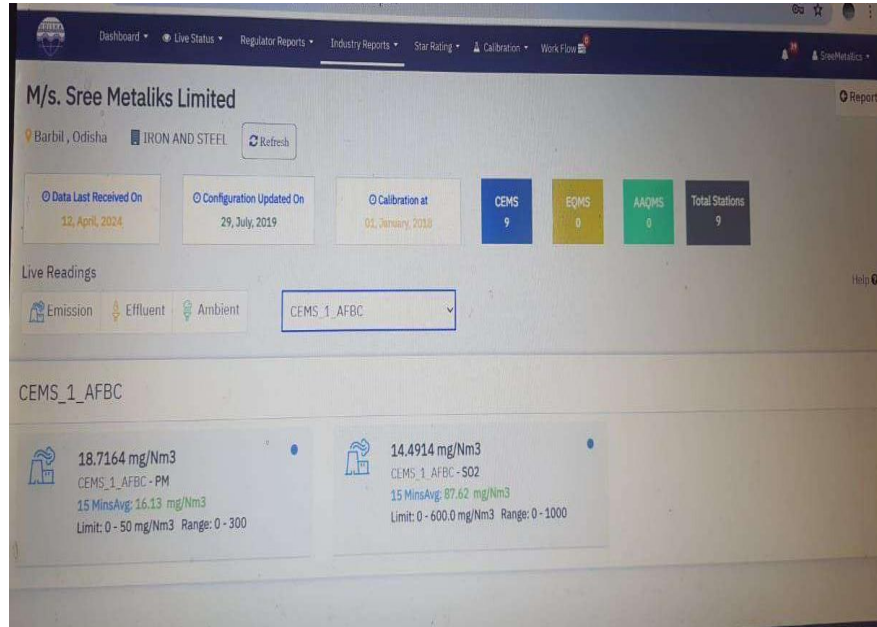 ODISHA
Dashboard Live Status Regulator Reports Industry Reports Star Rating Calibration Work Flow
SreeMetallics
M/s. Sree Metaliks Limited
Report
Barbil , Odisha IRON AND STEEL Refresh
Data Last Received On Configuration Updated On Calibration at CEMS EQMS AAQMS Total Stations
12, April, 2024 29, July, 2019 01, January, 2018 9 0 0 9
Live Readings
Help
Emission Effluent Ambient CEMS_1_AFBC
CEMS_1_AFBC
18.7164 mg/Nm3
CEMS_1_AFBC - PM
15 MinsAvg: 16.13 mg/Nm3
Limit: 0 - 50 mg/Nm3 Range: 0 - 300
14.4914 mg/Nm3
CEMS_1_AFBC - SO2
15 MinsAvg: 87.62 mg/Nm3
Limit: 0 - 600.0 mg/Nm3 Range: 0 - 1000